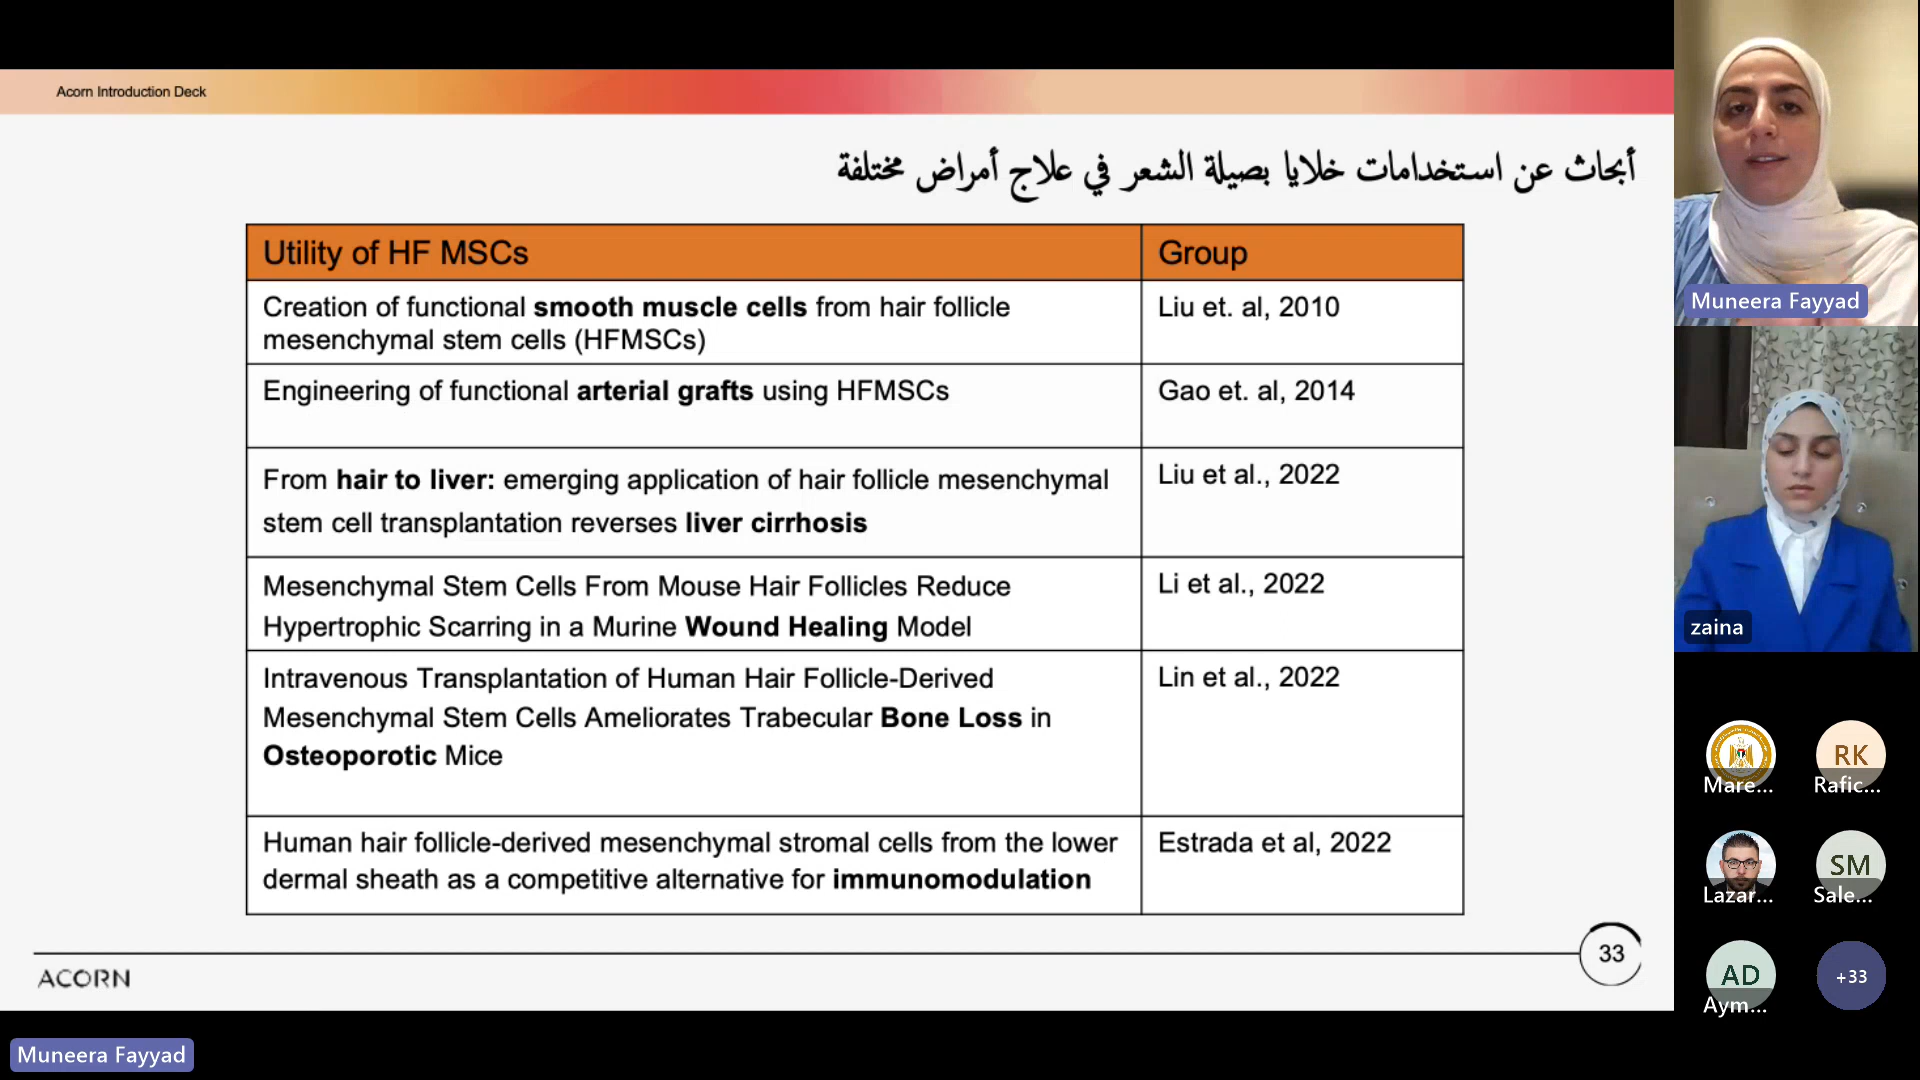 Acorn Introduction Deck
أبحاث عن استخدامات خلايا بصيلة الشعر في علاج أمراض مختلفة
Utility of HF MSCs
Group
Creation of functional smooth muscle cells from hair follicle
mesenchymal stem cells (HFMSCs)
Liu et. al, 2010
Engineering of functional arterial grafts using HFMSCs
Gao et. al, 2014
From hair to liver: emerging application of hair follicle mesenchymal
stem cell transplantation reverses liver cirrhosis
Liu et al., 2022
Mesenchymal Stem Cells From Mouse Hair Follicles Reduce
Hypertrophic Scarring in a Murine Wound Healing Model
Li et al., 2022
Intravenous Transplantation of Human Hair Follicle-Derived
Mesenchymal Stem Cells Ameliorates Trabecular Bone Loss in
Osteoporotic Mice
Lin et al., 2022
Human hair follicle-derived mesenchymal stromal cells from the lower
dermal sheath as a competitive alternative for immunomodulation
Estrada et al, 2022
33
ACORN
Muneera Fayyad
Muneera Fayyad
zaina
Mare...
RK
Rafic...
Lazar...
SM
Sale...
AD
Aym...
+33